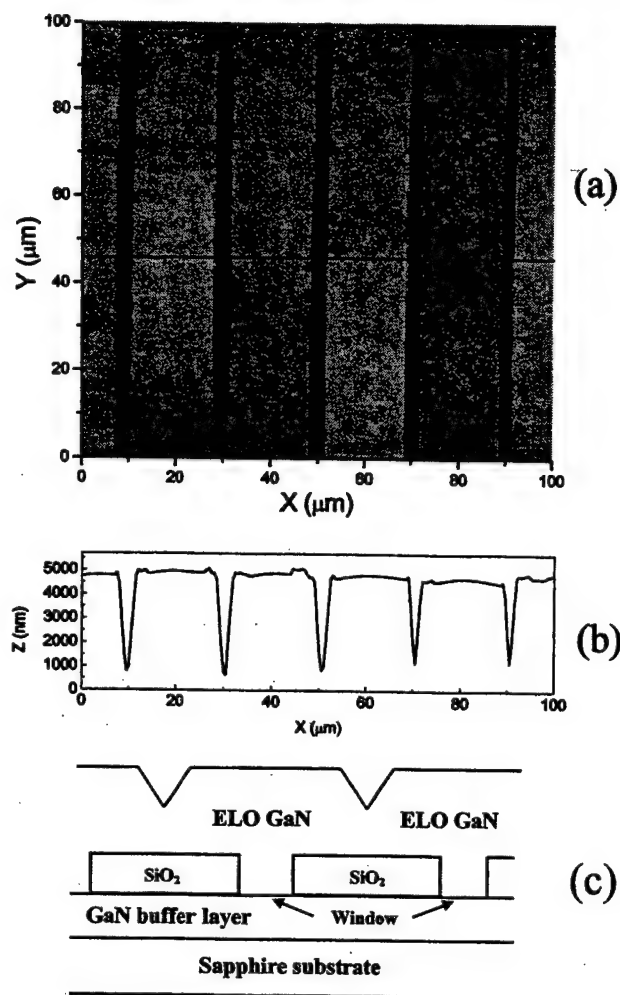 100
80
60
40
20
0
Y (μm)
0 20 40 60 80 100
X (μm)
(a)
5000
4000
3000
2000
1000
0
Z (nm)
0 20 40 60 80 100
X (μm)
(b)
ELO GaN ELO GaN
SiO₂ SiO₂
GaN buffer layer Window
Sapphire substrate
(c)